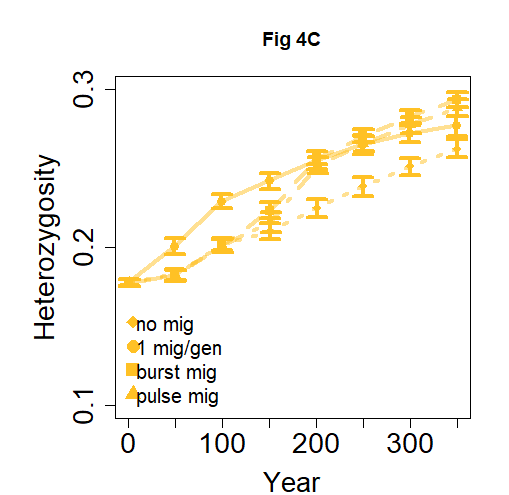 Fig 4C
0.3
0.2
0.1
Heterozygosity
no mig
1 mig/gen
burst mig
pulse mig
0 100 200 300
Year